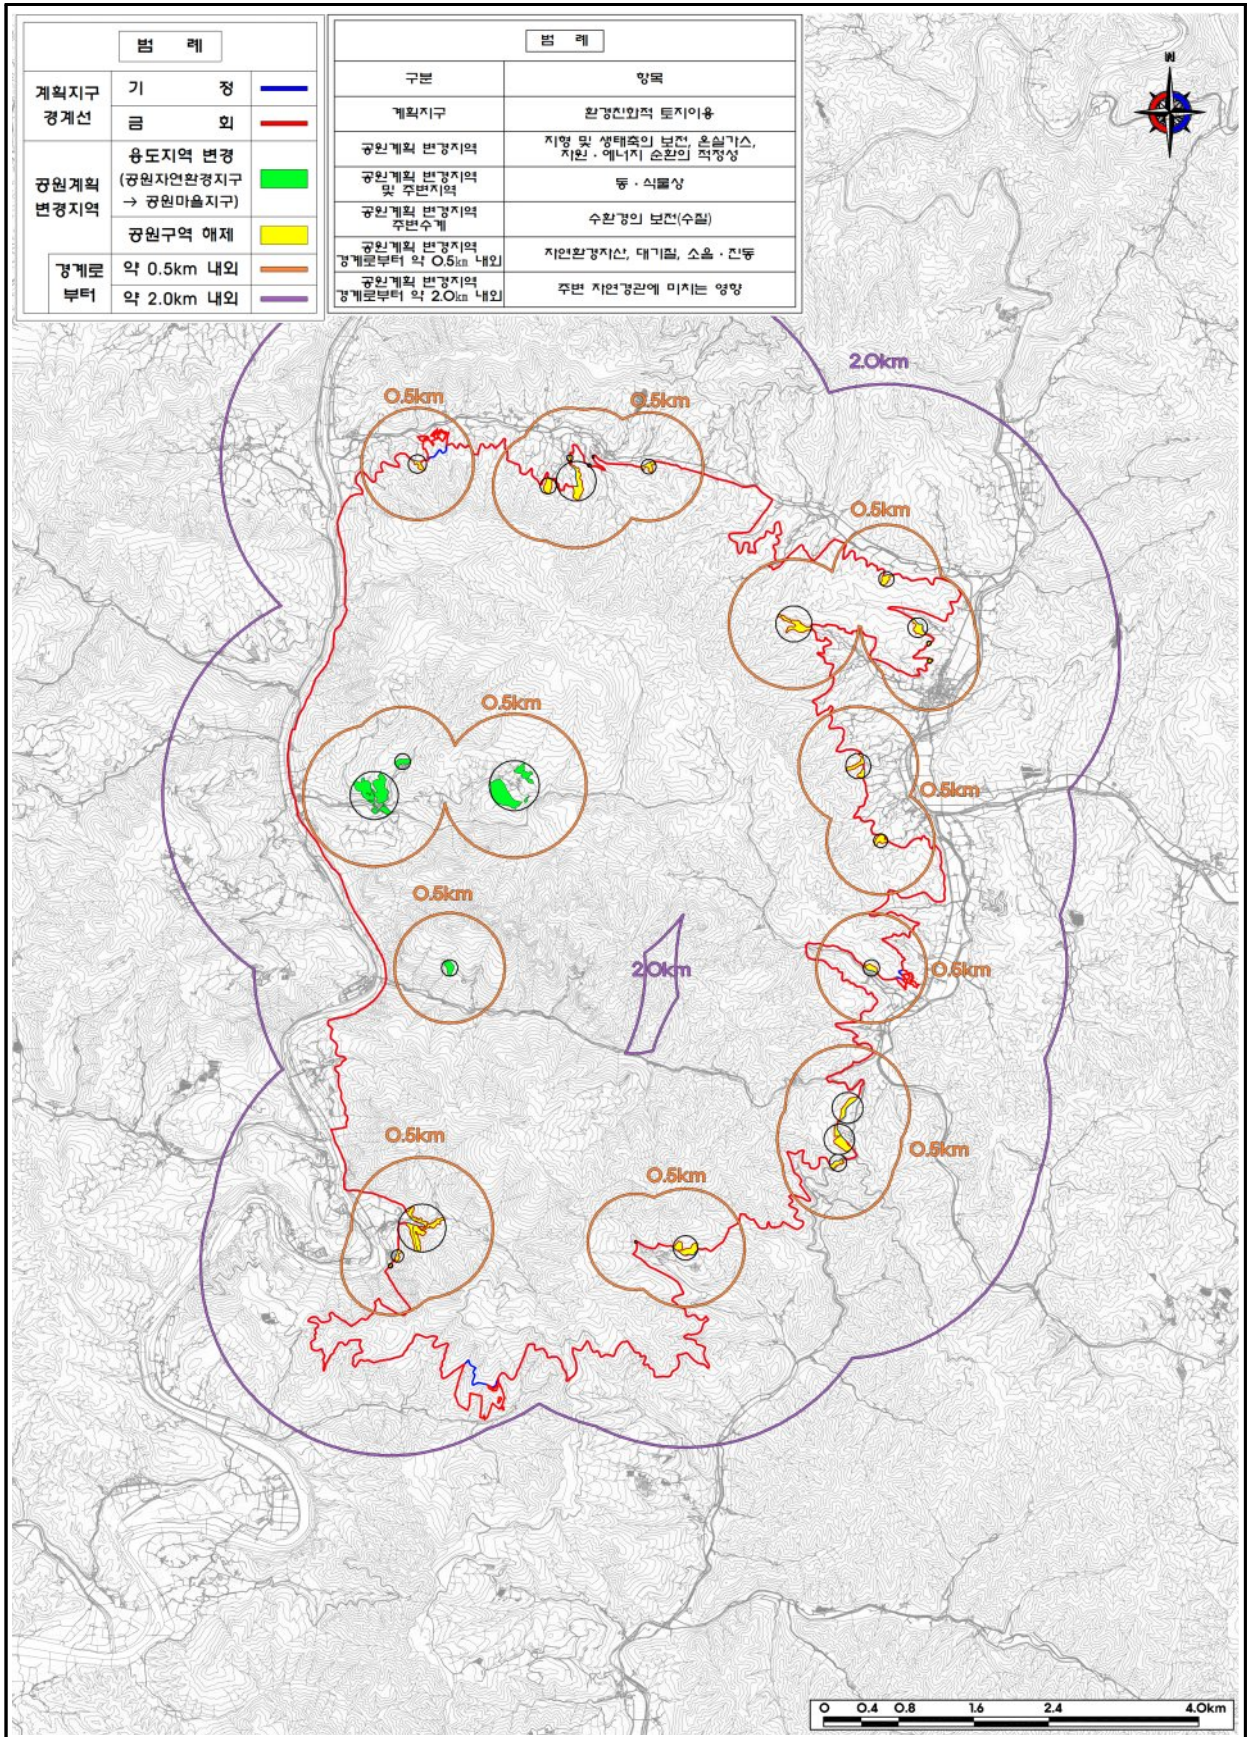 범 례
계획지구
경계선
기 정
금 회
공원계획
변경지역
용도지역 변경
(공원자연환경지구
→ 공원마을지구)
공원구역 해제
경계로
부터
약 0.5km 내외
약 2.0km 내외
범 례
구분 항목
계획지구 환경친화적 토지이용
공원계획 변경지역 지형 및 생태축의 보전, 온실가스,
자원 · 에너지 순환의 적정성
공원계획 변경지역
및 주변지역 동 · 식물상
공원계획 변경지역
주변수계 수환경의 보전(수질)
공원계획 변경지역
경계로부터 약 0.5㎞ 내외 자연환경자산, 대기질, 소음 · 진동
공원계획 변경지역
경계로부터 약 2.0㎞ 내외 주변 자연경관에 미치는 영향
N
2.0km
0.5km
0.5km
0.5km
0.5km
0.5km
0.5km
2.0km
0.5km
0.5km
0.5km
0.5km
0 0.4 0.8 1.6 2.4 4.0km